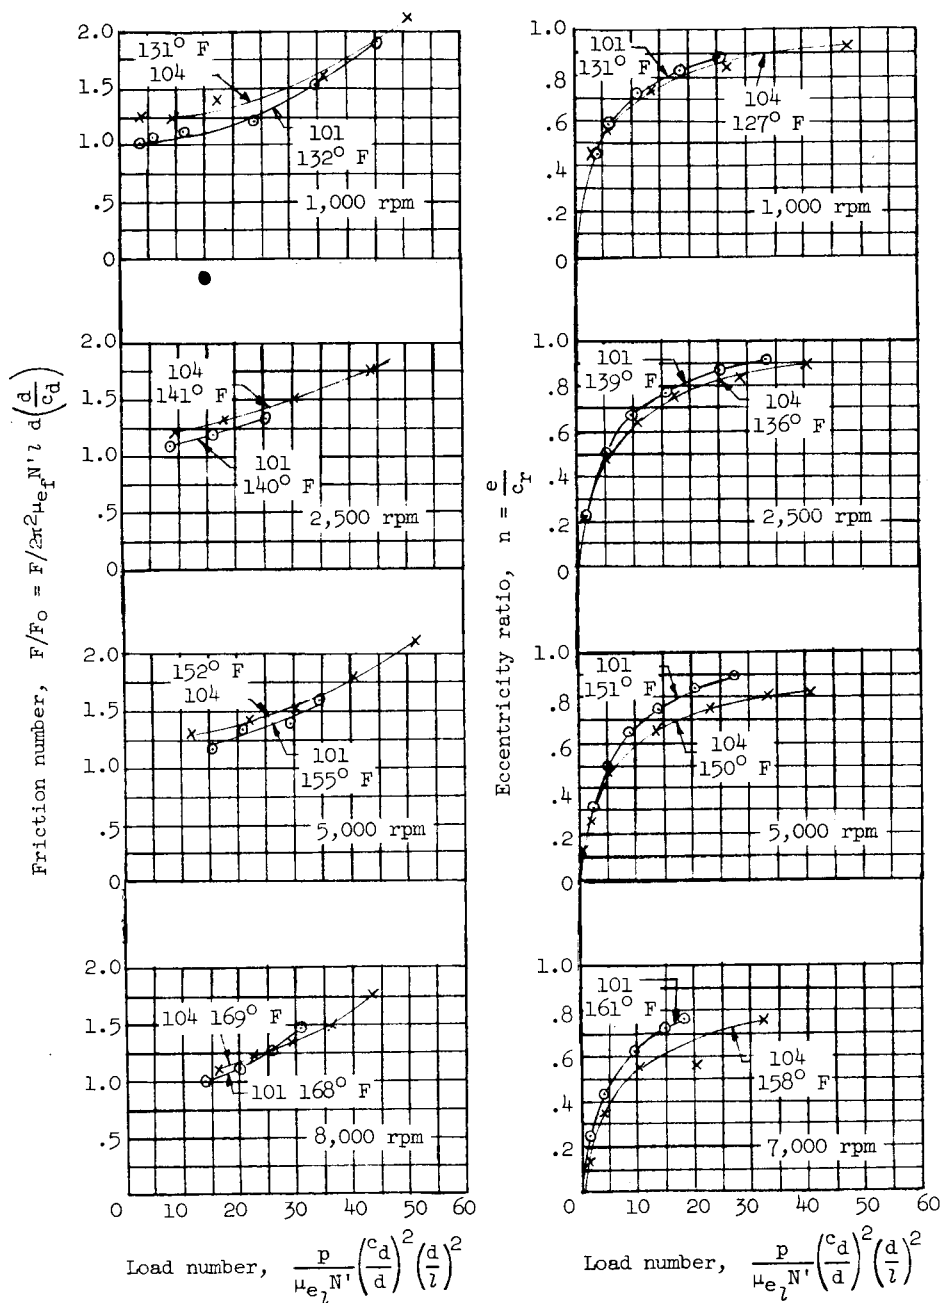 Friction number, F/F₀ = F/2π²μ_{e_f} N' l d(d/c_d)
2.0
1.5
1.0
.5
0
131° F
104
101
132° F
1,000 rpm
2.0
1.5
1.0
.5
0
104
141° F
101
140° F
2,500 rpm
2.0
1.5
1.0
.5
0
152° F
104
101
155° F
5,000 rpm
2.0
1.5
1.0
.5
104 169° F
101 168° F
8,000 rpm
0 10 20 30 40 50 60
Load number, p/(μ_{e_l} N') (c_d/d)² (d/l)²
Eccentricity ratio, n = e/c_r
1.0
.8
.6
.4
.2
0
101
131° F
104
127° F
1,000 rpm
1.0
.8
.6
.4
.2
0
101
139° F
104
136° F
2,500 rpm
1.0
.8
.6
.4
.2
0
101
151° F
104
150° F
5,000 rpm
1.0
.8
.6
.4
.2
101
161° F
104
158° F
7,000 rpm
0 10 20 30 40 50 60
Load number, p/(μ_{e_l} N') (c_d/d)² (d/l)²